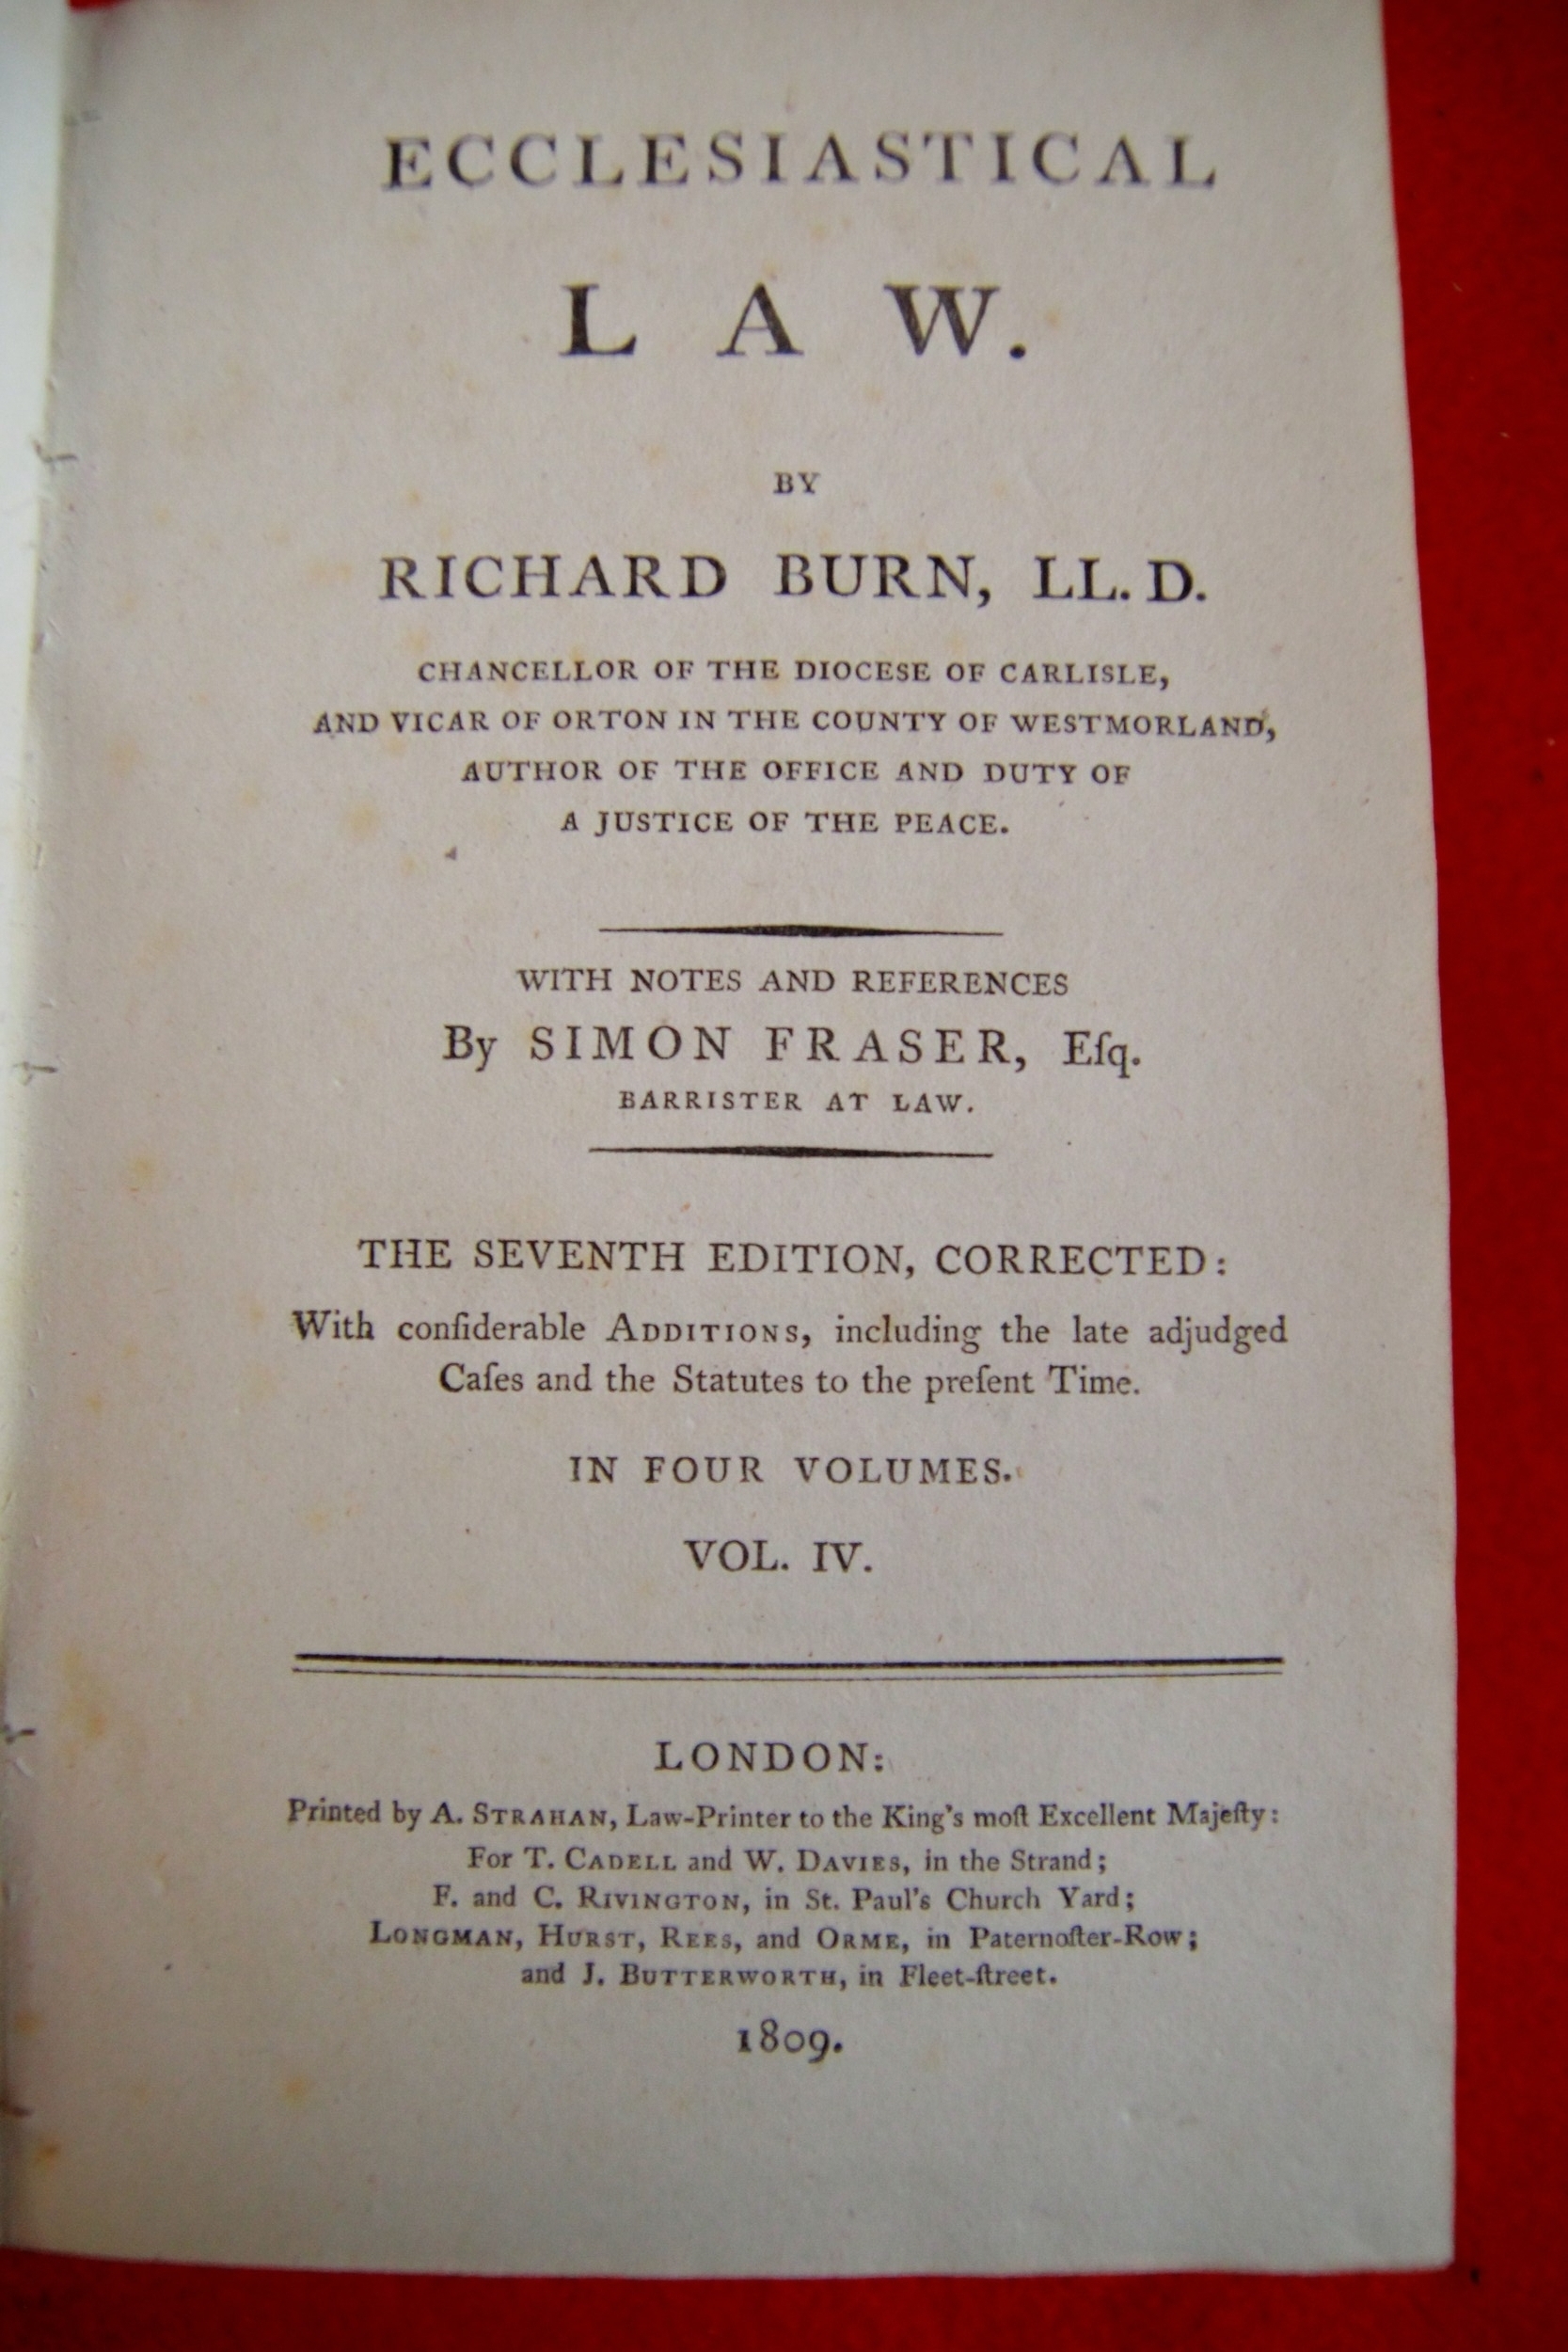 ECCLESIASTICAL
LAW.
BY
RICHARD BURN, LL. D.
CHANCELLOR OF THE DIOCESE OF CARLISLE,
AND VICAR OF ORTON IN THE COUNTY OF WESTMORLAND,
AUTHOR OF THE OFFICE AND DUTY OF
A JUSTICE OF THE PEACE.
WITH NOTES AND REFERENCES
By SIMON FRASER, Eſq.
BARRISTER AT LAW.
THE SEVENTH EDITION, CORRECTED:
With conſiderable ADDITIONS, including the late adjudged
Caſes and the Statutes to the preſent Time.
IN FOUR VOLUMES.
VOL. IV.
LONDON:
Printed by A. STRAHAN, Law-Printer to the King's moſt Excellent Majeſty:
For T. CADELL and W. DAVIES, in the Strand;
F. and C. RIVINGTON, in St. Paul's Church Yard;
LONGMAN, HURST, REES, and ORME, in Paternoſter-Row;
and J. BUTTERWORTH, in Fleet-ſtreet.
1809.